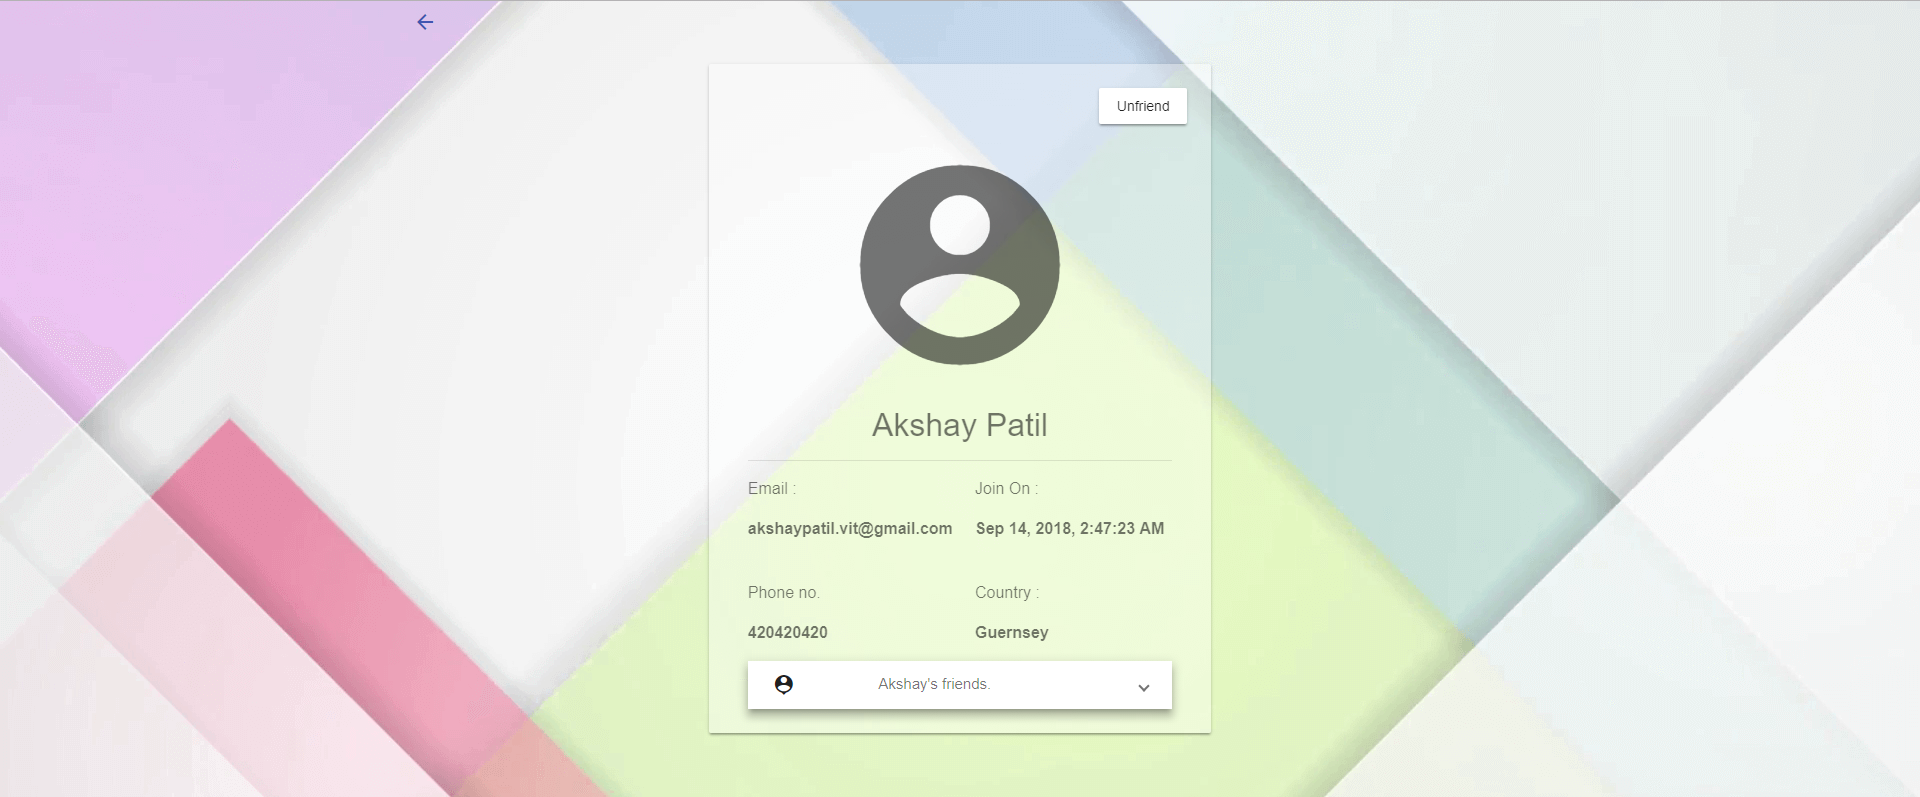 Unfriend
Akshay Patil
Email :
Join On :
akshaypatil.vit@gmail.com
Sep 14, 2018, 2:47:23 AM
Phone no.
Country :
420420420
Guernsey
Akshay's friends.